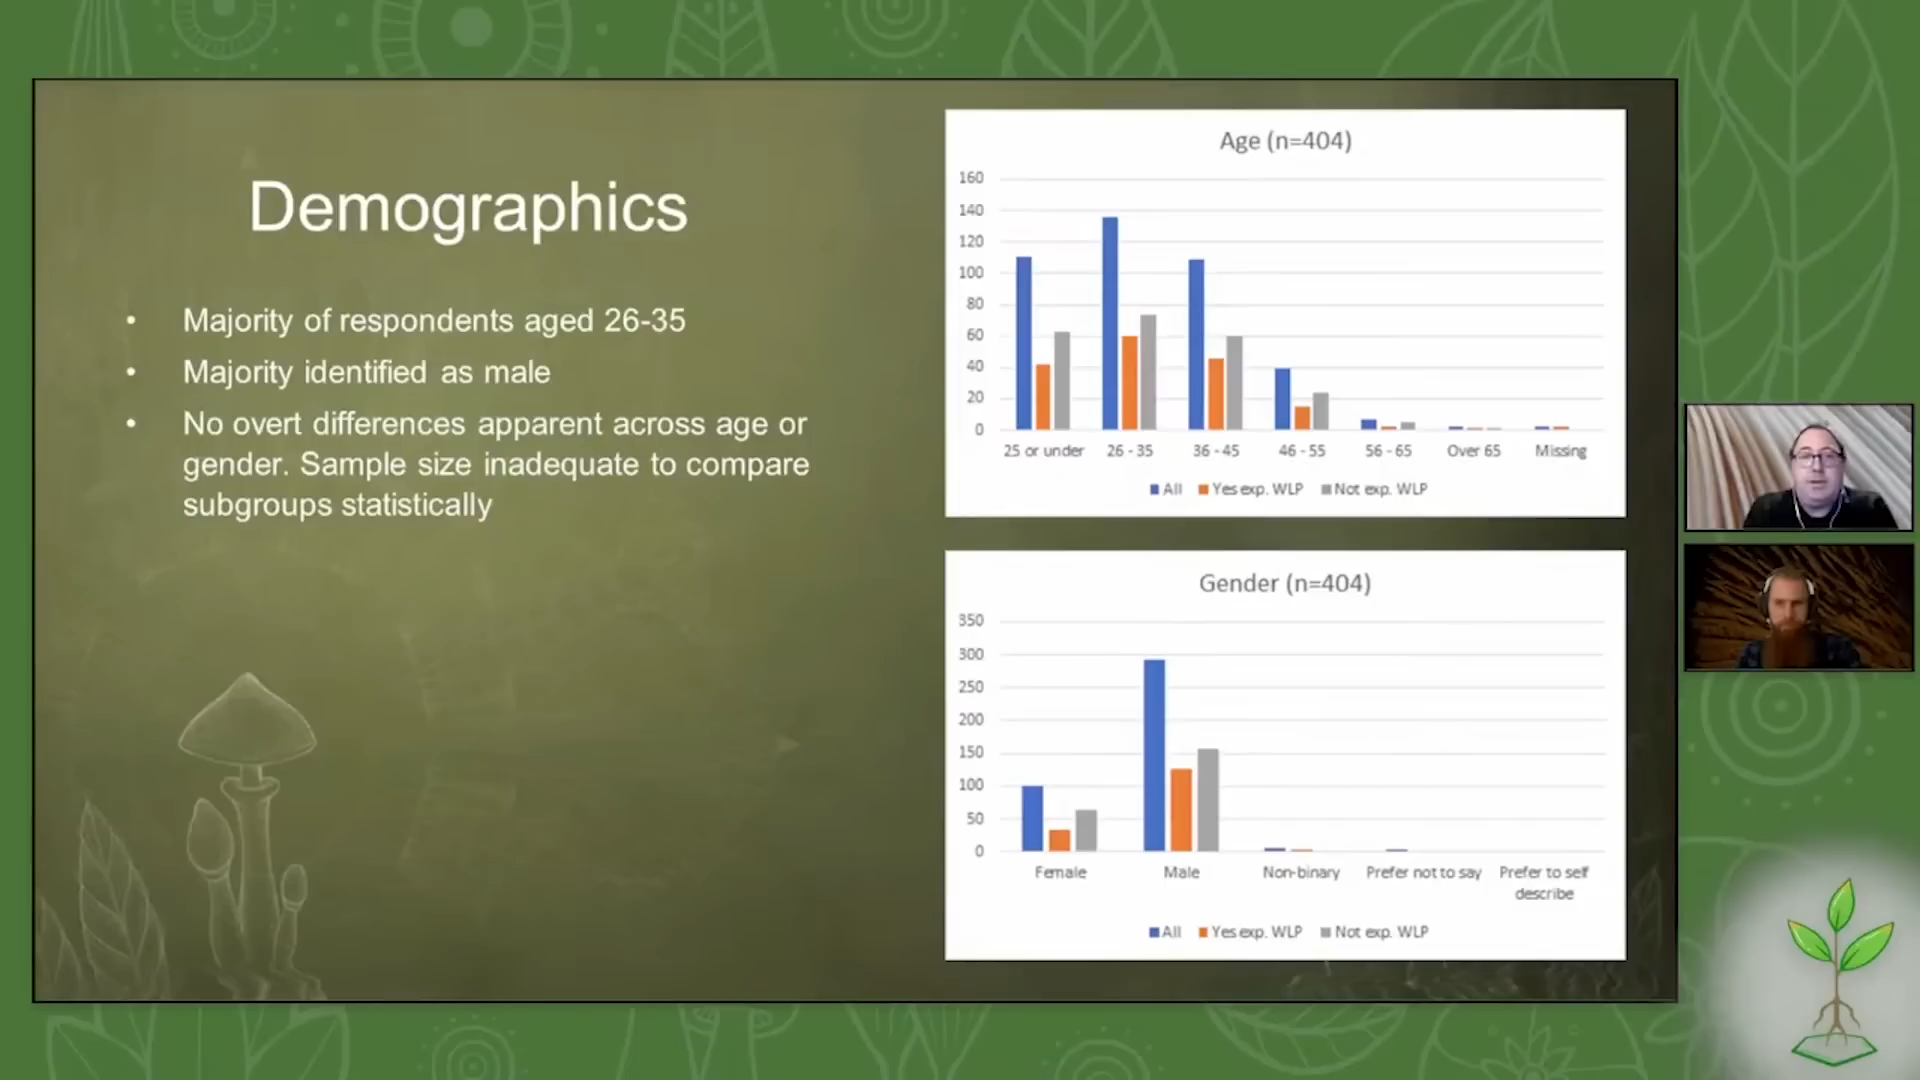 Demographics
• Majority of respondents aged 26-35
• Majority identified as male
• No overt differences apparent across age or
gender. Sample size inadequate to compare
subgroups statistically
Age (n=404)
160
140
120
100
80
60
40
20
0
25 or under 26 - 35 36 - 45 46 - 55 56 - 65 Over 65 Missing
All Yes exp. WLP Not exp. WLP
Gender (n=404)
350
300
250
200
150
100
50
0
Female Male Non-binary Prefer not to say Prefer to self
describe
All Yes exp. WLP Not exp. WLP